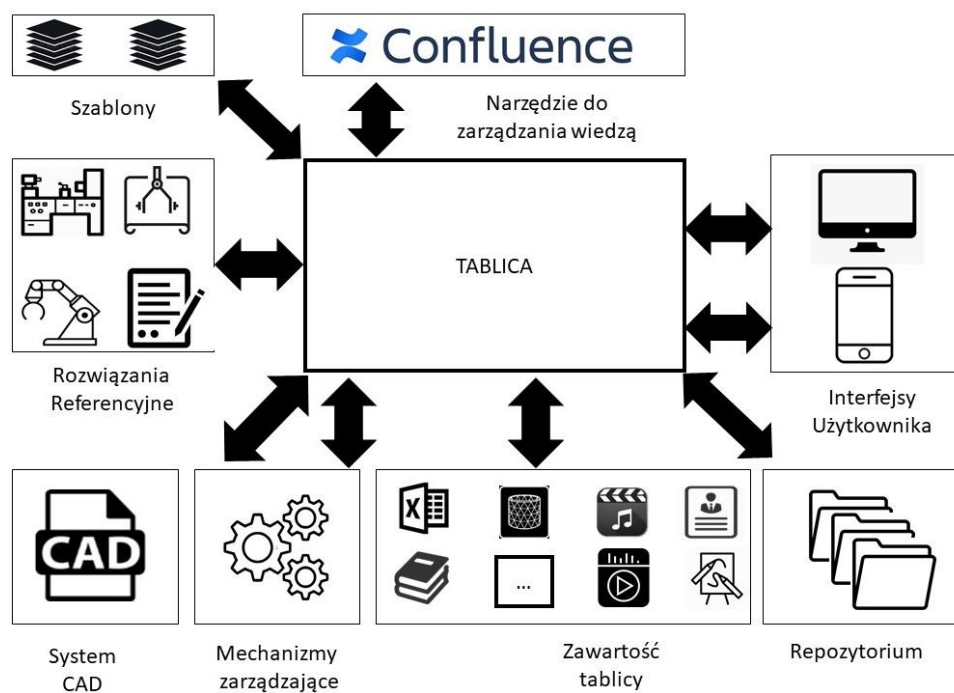 Confluence
Szablony
Narzędzie do
zarządzania wiedzą
TABLICA
Rozwiązania
Referencyjne
Interfejsy
Użytkownika
CAD
X
...
System
CAD
Mechanizmy
zarządzające
Zawartość
tablicy
Repozytorium